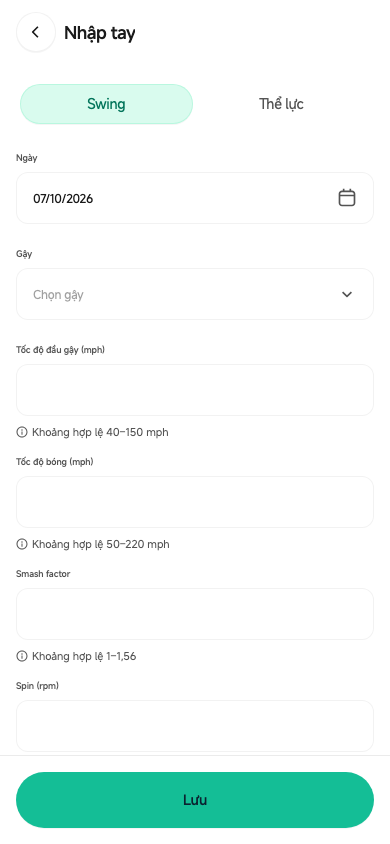 Nhập tay
Swing
Thể lực
Ngày
07/10/2026
Gậy
Chọn gậy
Tốc độ đầu gậy (mph)
Khoảng hợp lệ 40–150 mph
Tốc độ bóng (mph)
Khoảng hợp lệ 50–220 mph
Smash factor
Khoảng hợp lệ 1–1,56
Spin (rpm)
Lưu